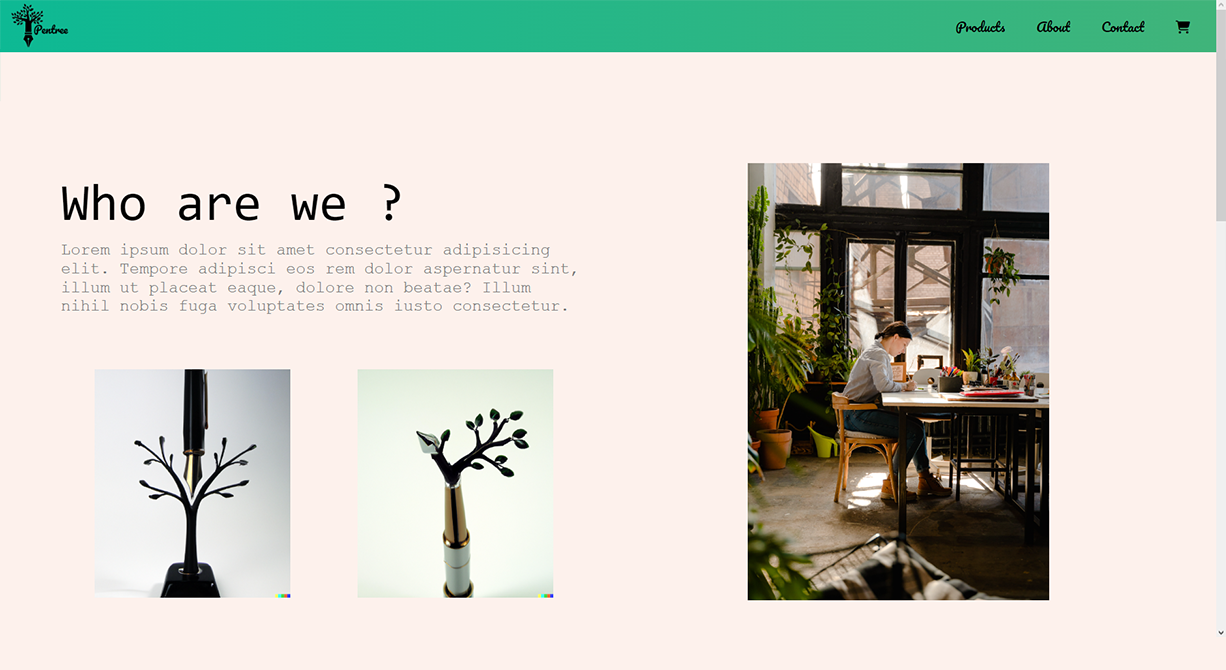 Pentree
Products
About
Contact
Who are we ?
Lorem ipsum dolor sit amet consectetur adipisicing
elit. Tempore adipisci eos rem dolor aspernatur sint,
illum ut placeat eaque, dolore non beatae? Illum
nihil nobis fuga voluptates omnis iusto consectetur.